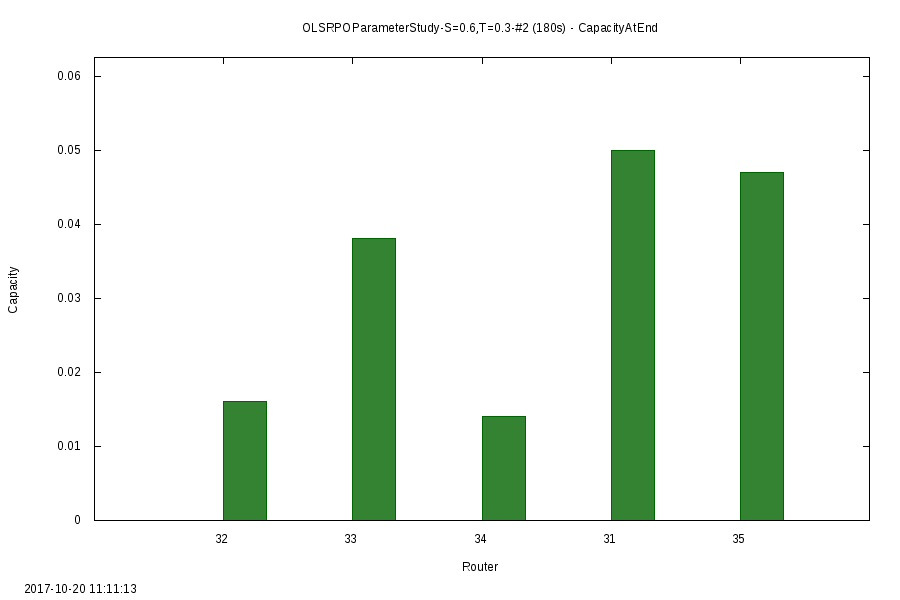 OLSRPOParameterStudy-S=0.6,T=0.3-#2 (180s) - CapacityAtEnd
0.06
0.05
0.04
0.03
0.02
0.01
0
Capacity
32 33 34 31 35
Router
2017-10-20 11:11:13